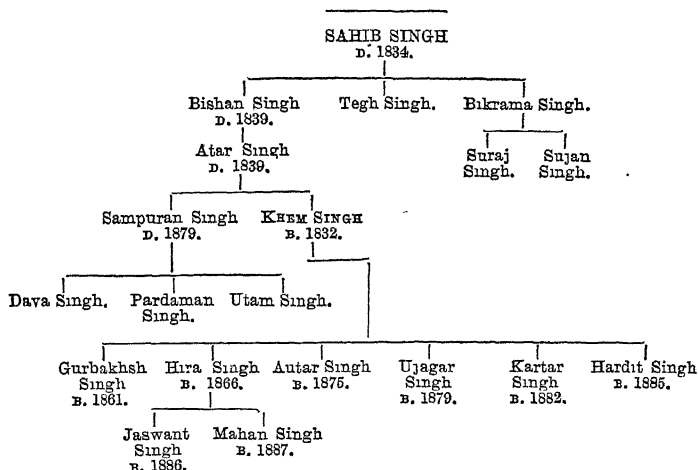 SAHIB SINGH
D. 1834.
Bishan Singh
D. 1839.
Tegh Singh.
Bikrama Singh.
Atar Singh
D. 1839.
Suraj
Singh.
Sujan
Singh.
Sampuran Singh
D. 1879.
KHEM SINGH
B. 1832.
Dava Singh.
Pardaman
Singh.
Utam Singh.
Gurbakhsh
Singh
B. 1861.
Hira Singh
B. 1866.
Autar Singh
B. 1875.
Ujagar
Singh
B. 1879.
Kartar
Singh
B. 1882.
Hardit Singh
B. 1885.
Jaswant
Singh
B. 1886.
Mahan Singh
B. 1887.